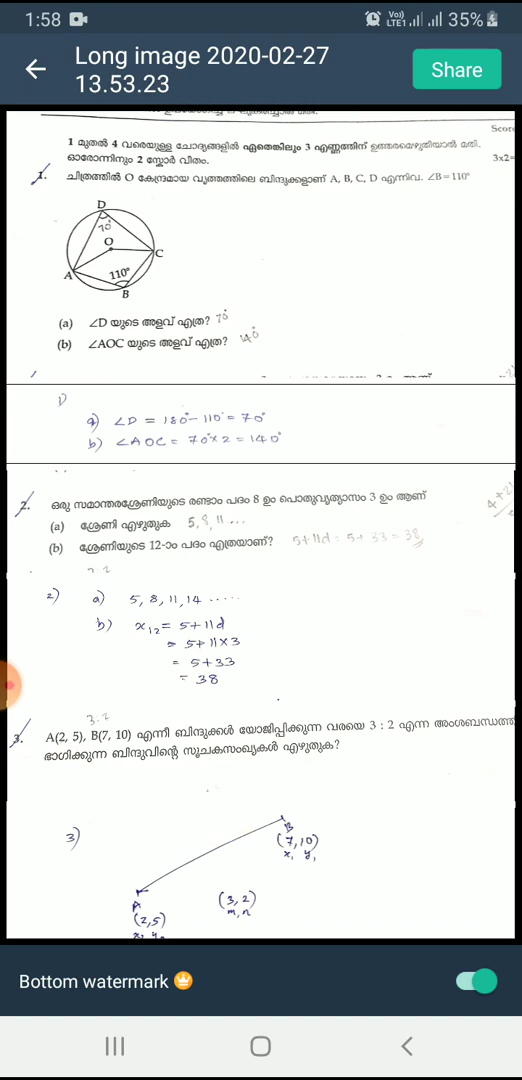 1:58
Vo)) LTE1 35%
Long image 2020-02-27 13.53.23
Share
Score
1 മുതൽ 4 വരെയുള്ള ചോദ്യങ്ങളിൽ ഏതെങ്കിലും 3 എണ്ണത്തിന് ഉത്തരമെഴുതിയാൽ മതി.
ഓരോന്നിനും 2 സ്കോർ വീതം. 3x2=
1. ചിത്രത്തിൽ O കേന്ദ്രമായ വൃത്തത്തിലെ ബിന്ദുക്കളാണ് A, B, C, D എന്നിവ. ∠B=110°
D
70°
O
C
A
110°
B
(a) ∠D യുടെ അളവ് എത്ര? 70°
(b) ∠AOC യുടെ അളവ് എത്ര? 140°
1)
a) ∠D = 180°- 110° = 70°
b) ∠AOC = 70°×2 = 140°
2. ഒരു സമാന്തരശ്രേണിയുടെ രണ്ടാം പദം 8 ഉം പൊതുവ്യത്യാസം 3 ഉം ആണ്
(a) ശ്രേണി എഴുതുക 5, 8, 11 ....
(b) ശ്രേണിയുടെ 12-ാം പദം എത്രയാണ്? 5+11d = 5+33 = 38
2) a) 5, 8, 11, 14 .....
b) x12 = 5+11d
= 5+11×3
= 5+33
= 38
3.2
3. A(2, 5), B(7, 10) എന്നീ ബിന്ദുക്കൾ യോജിപ്പിക്കുന്ന വരയെ 3 : 2 എന്ന അംശബന്ധത്ത
ഭാഗിക്കുന്ന ബിന്ദുവിന്റെ സൂചകസംഖ്യകൾ എഴുതുക?
3)
B
(7,10)
x, y,
A
(2,5)
(3,2)
m,n
Bottom watermark